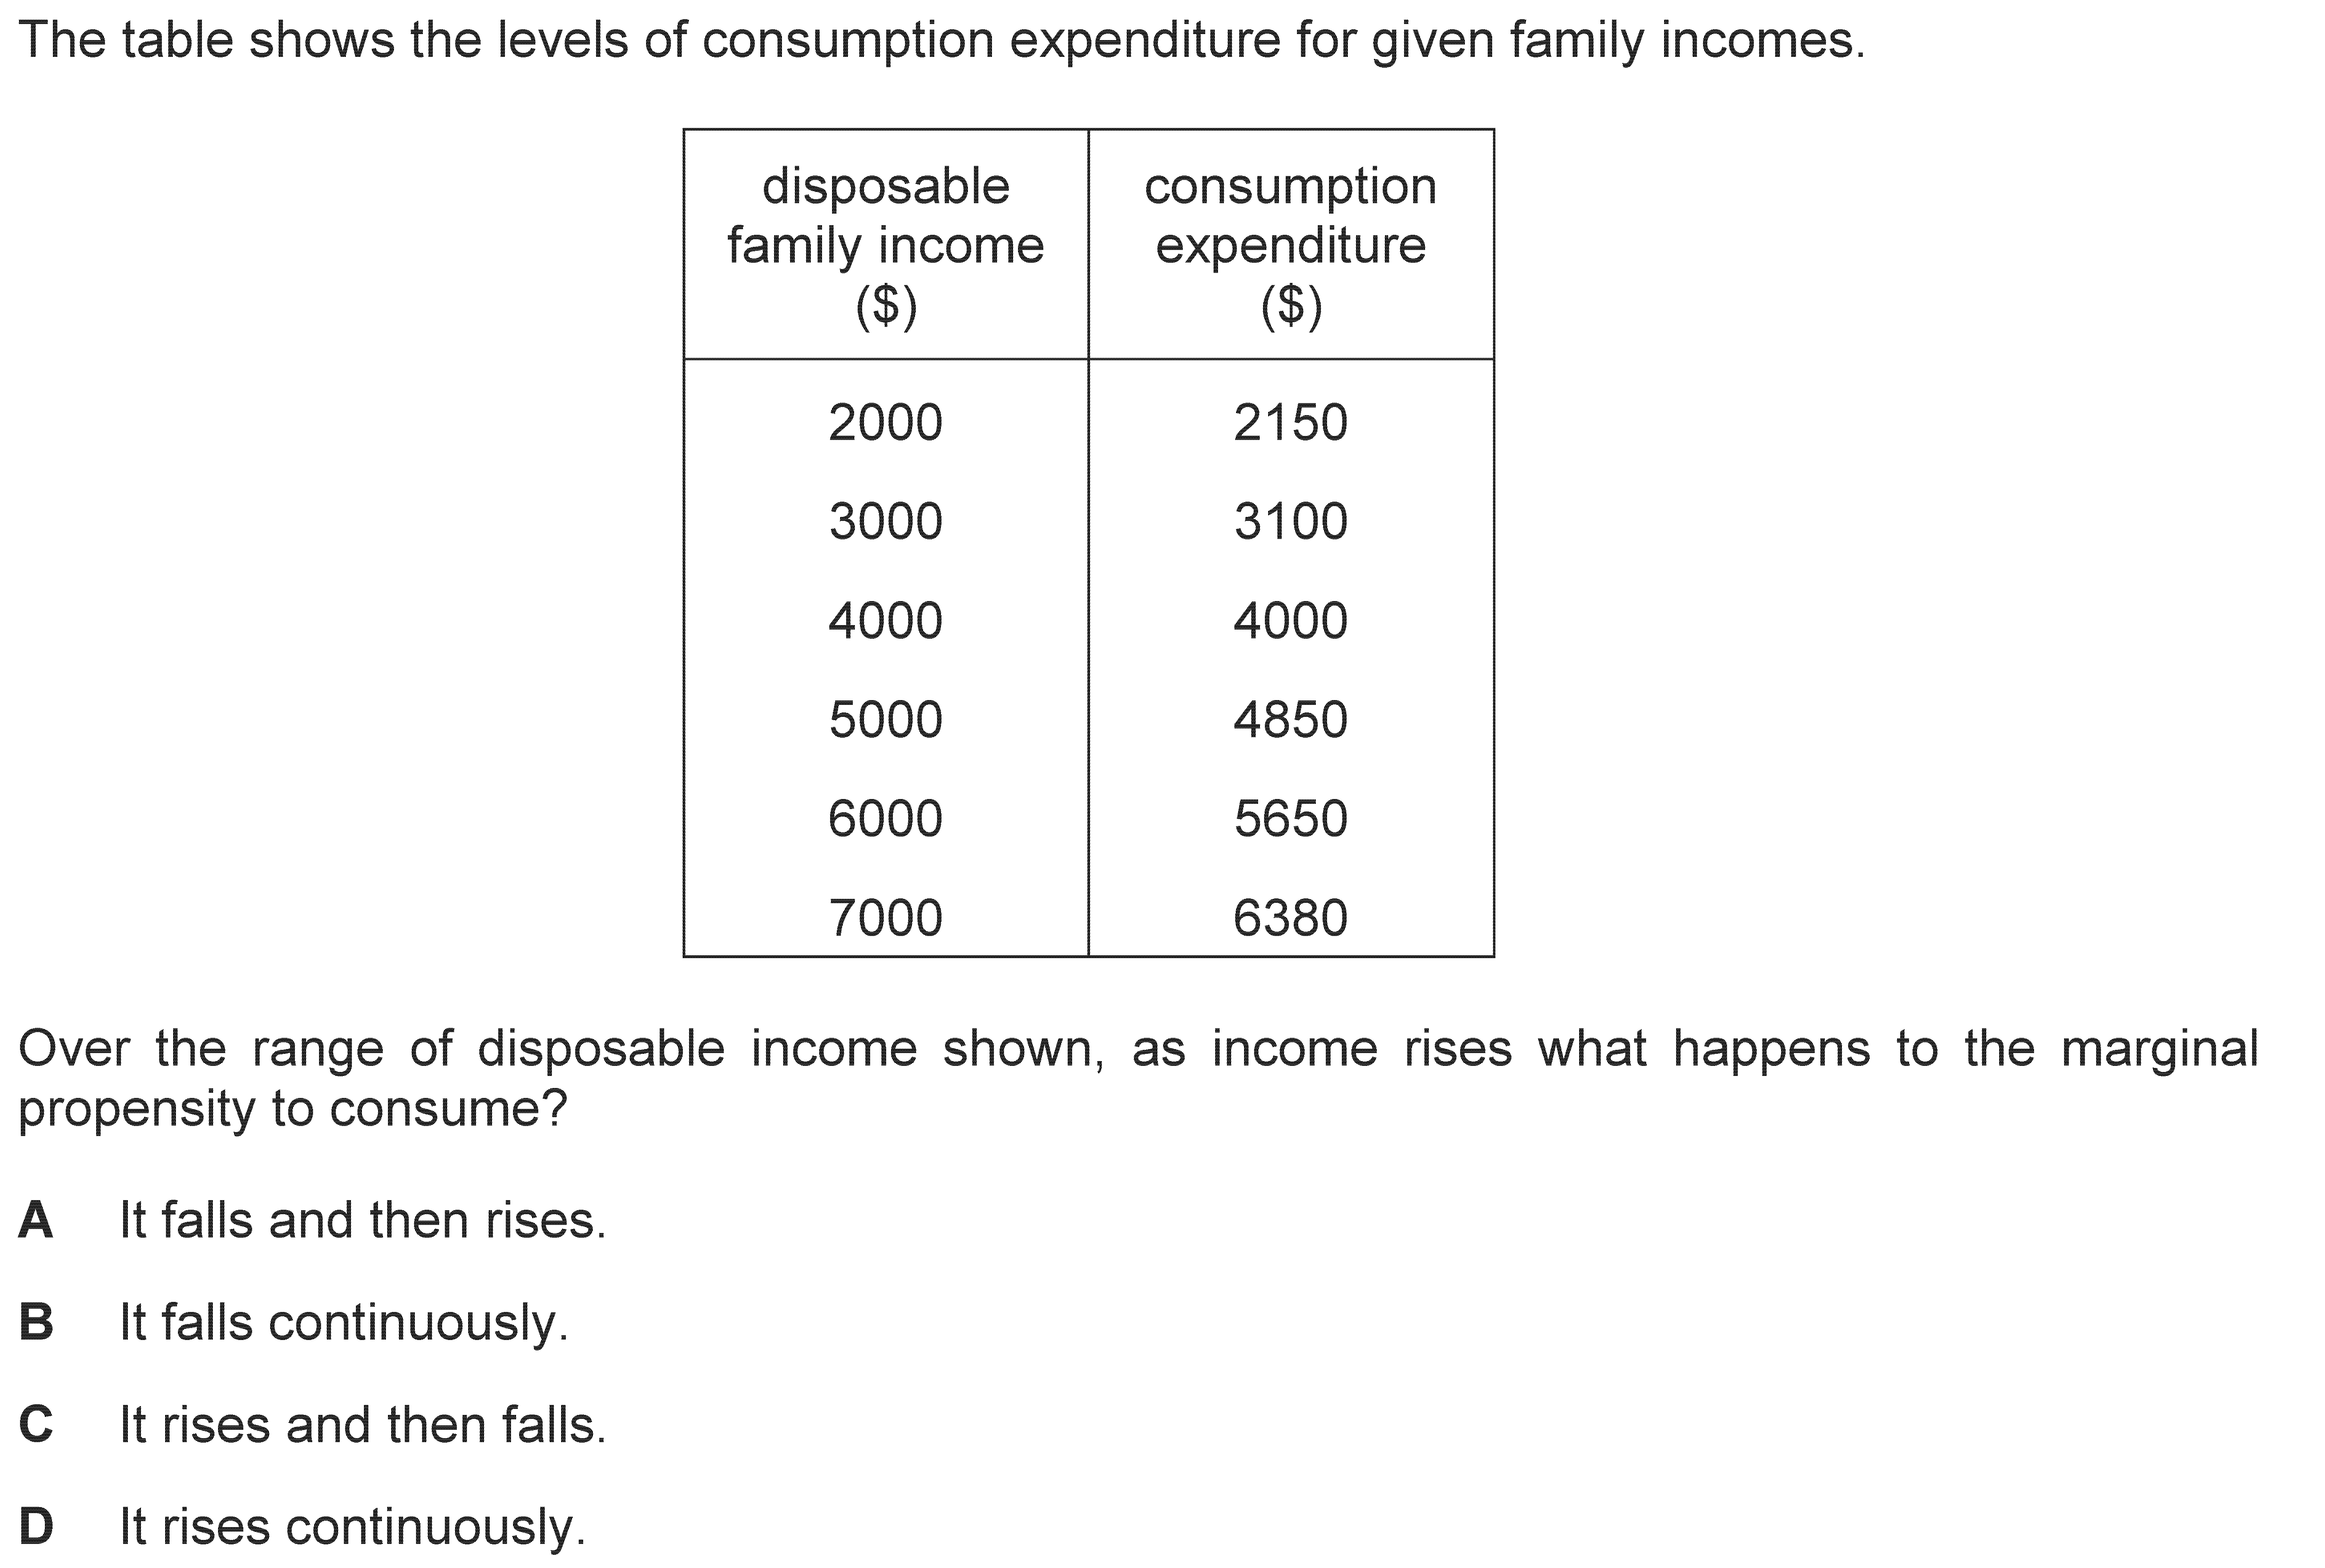 The table shows the levels of consumption expenditure for given family incomes.
disposable family income ($) consumption expenditure ($)
2000 2150
3000 3100
4000 4000
5000 4850
6000 5650
7000 6380
Over the range of disposable income shown, as income rises what happens to the marginal
propensity to consume?
A It falls and then rises.
B It falls continuously.
C It rises and then falls.
D It rises continuously.